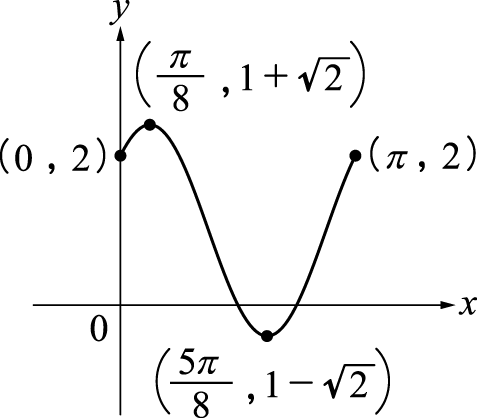 y
(π/8 , 1+√2)
(0 , 2)
(π , 2)
0
x
(5π/8 , 1−√2)